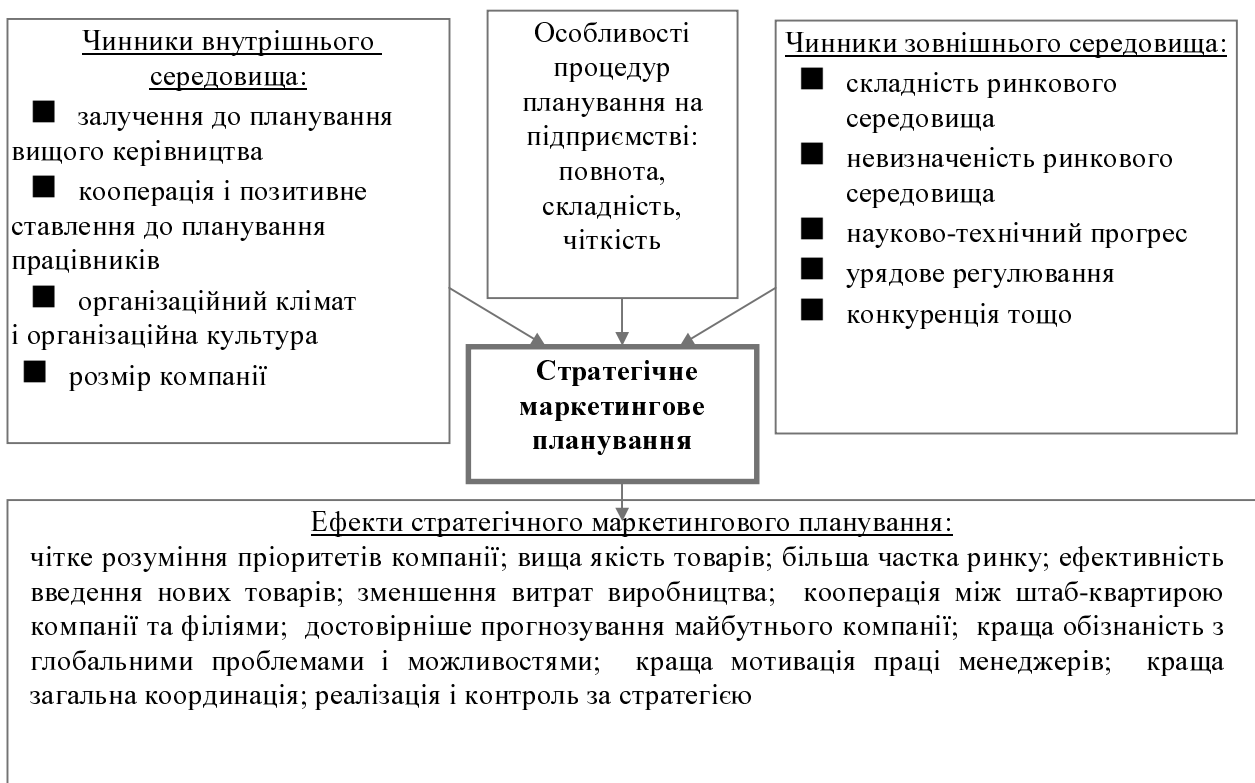 Чинники внутрішнього
середовища:
■ залучення до планування
вищого керівництва
■ кооперація і позитивне
ставлення до планування
працівників
■ організаційний клімат
і організаційна культура
■ розмір компанії
Особливості
процедур
планування на
підприємстві:
повнота,
складність,
чіткість
Чинники зовнішнього середовища:
■ складність ринкового
середовища
■ невизначеність ринкового
середовища
■ науково-технічний прогрес
■ урядове регулювання
■ конкуренція тощо
Стратегічне
маркетингове
планування
Ефекти стратегічного маркетингового планування:
чітке розуміння пріоритетів компанії; вища якість товарів; більша частка ринку; ефективність
введення нових товарів; зменшення витрат виробництва; кооперація між штаб-квартирою
компанії та філіями; достовірніше прогнозування майбутнього компанії; краща обізнаність з
глобальними проблемами і можливостями; краща мотивація праці менеджерів; краща
загальна координація; реалізація і контроль за стратегією